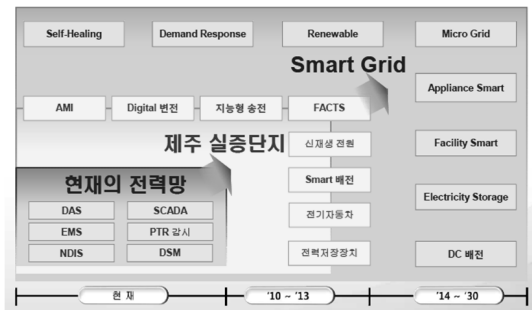 Self-Healing
Demand Response
Renewable
Micro Grid
Smart Grid
Appliance Smart
AMI
Digital 변전
지능형 송전
FACTS
제주 실증단지
신재생 전원
Facility Smart
현재의 전력망
Smart 배전
DAS
SCADA
Electricity Storage
EMS
PTR 감시
전기자동차
NDIS
DSM
전력저장장치
DC 배전
현 재
'10 ~ '13
'14 ~ '30